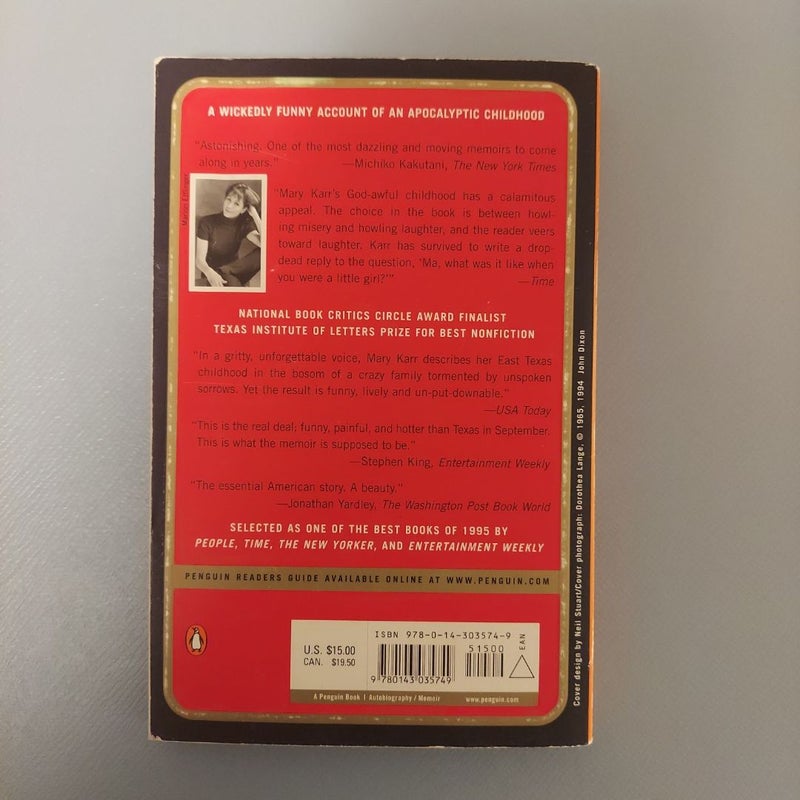 A WICKEDLY FUNNY ACCOUNT OF AN APOCALYPTIC CHILDHOOD
"Astonishing. One of the most dazzling and moving memoirs to come
along in years." —Michiko Kakutani, The New York Times
Marion Ettlinger
"Mary Karr's God-awful childhood has a calamitous
appeal. The choice in the book is between howl-
ing misery and howling laughter, and the reader veers
toward laughter. Karr has survived to write a drop-
dead reply to the question, 'Ma, what was it like when
you were a little girl?'" —Time
NATIONAL BOOK CRITICS CIRCLE AWARD FINALIST
TEXAS INSTITUTE OF LETTERS PRIZE FOR BEST NONFICTION
"In a gritty, unforgettable voice, Mary Karr describes her East Texas
childhood in the bosom of a crazy family tormented by unspoken
sorrows. Yet the result is funny, lively and un-put-downable."
—USA Today
"This is the real deal; funny, painful, and hotter than Texas in September.
This is what the memoir is supposed to be."
—Stephen King, Entertainment Weekly
"The essential American story. A beauty."
—Jonathan Yardley, The Washington Post Book World
SELECTED AS ONE OF THE BEST BOOKS OF 1995 BY
PEOPLE, TIME, THE NEW YORKER, AND ENTERTAINMENT WEEKLY
PENGUIN READERS GUIDE AVAILABLE ONLINE AT WWW.PENGUIN.COM
U.S. $15.00
CAN. $19.50
ISBN 978-0-14-303574-9
51500
EAN
9 780143 035749
A Penguin Book | Autobiography / Memoir www.penguin.com
Cover design by Neil Stuart/Cover photograph: Dorothea Lange, © 1965, 1994 John Dixon